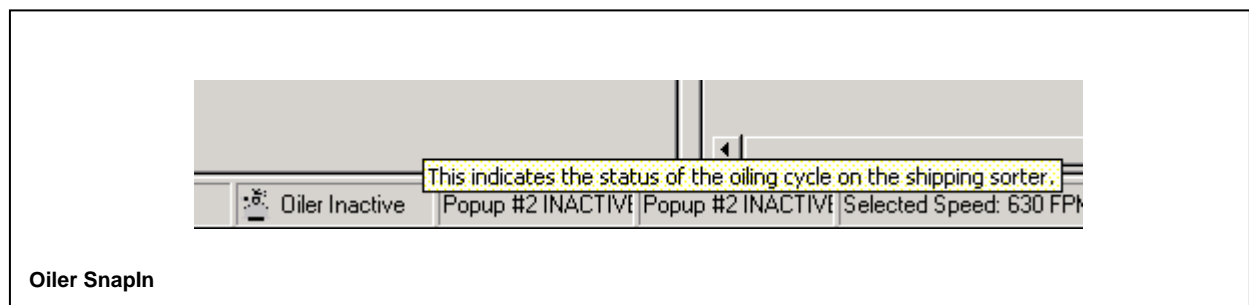 This indicates the status of the oiling cycle on the shipping sorter.
Oiler Inactive Popup #2 INACTIVE Popup #2 INACTIVE Selected Speed: 630 FPM
Oiler SnapIn